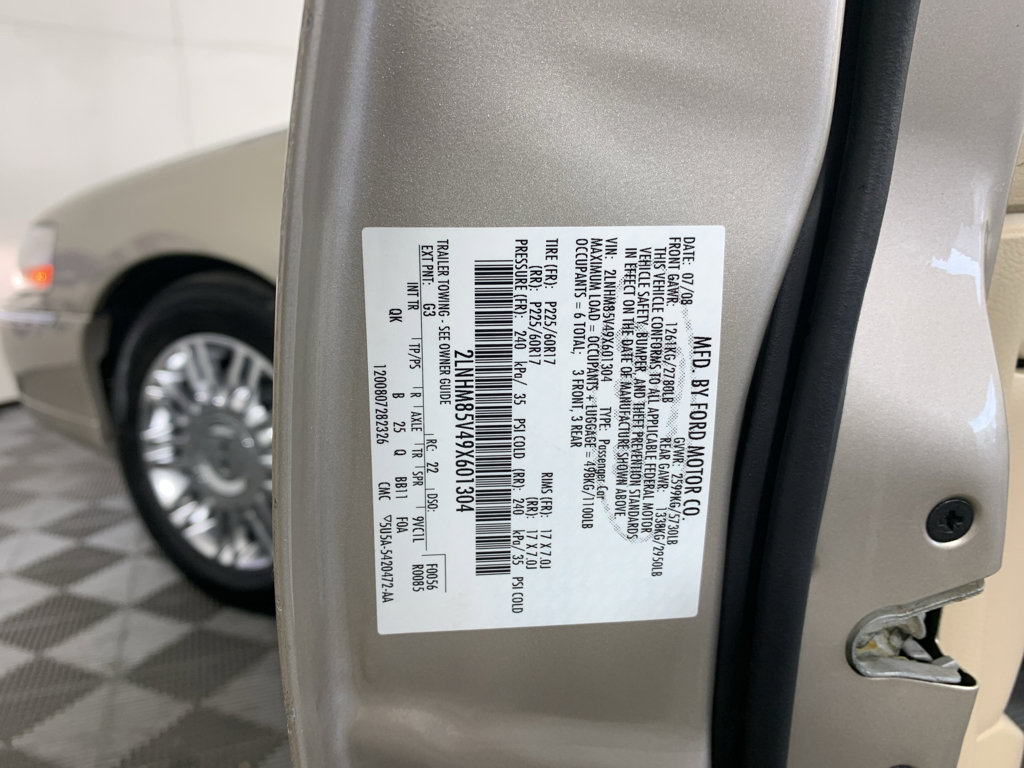 MFD. BY FORD MOTOR CO.
DATE: 07/08 GVWR: 2599KG/5730LB
FRONT GAWR: 1261KG/2780LB REAR GAWR: 1338KG/2950LB
THIS VEHICLE CONFORMS TO ALL APPLICABLE FEDERAL MOTOR
VEHICLE SAFETY, BUMPER, AND THEFT PREVENTION STANDARDS
IN EFFECT ON THE DATE OF MANUFACTURE SHOWN ABOVE.
VIN: 2LNHM85V49X601304 TYPE: Passenger Car
MAXIMUM LOAD = OCCUPANTS + LUGGAGE = 498KG/1100LB
OCCUPANTS = 6 TOTAL; 3 FRONT, 3 REAR
TIRE (FR): P225/60R17 RIMS (FR): 17 X 7.0J
(RR): P225/60R17 (RR): 17 X 7.0J
PRESSURE (FR): 240 kPa/ 35 PSI COLD (RR): 240 kPa/35 PSI COLD
2LNHM85V49X601304
TRAILER TOWING - SEE OWNER GUIDE
EXT PNT: G3 RC: 22 DSO: F0056
INT TR TP/PS R AXLE TR SPR 9VC1L R0085
QK B 25 Q BB11 F0A
1200807282326 CMC ▽5U5A-5420472-AA